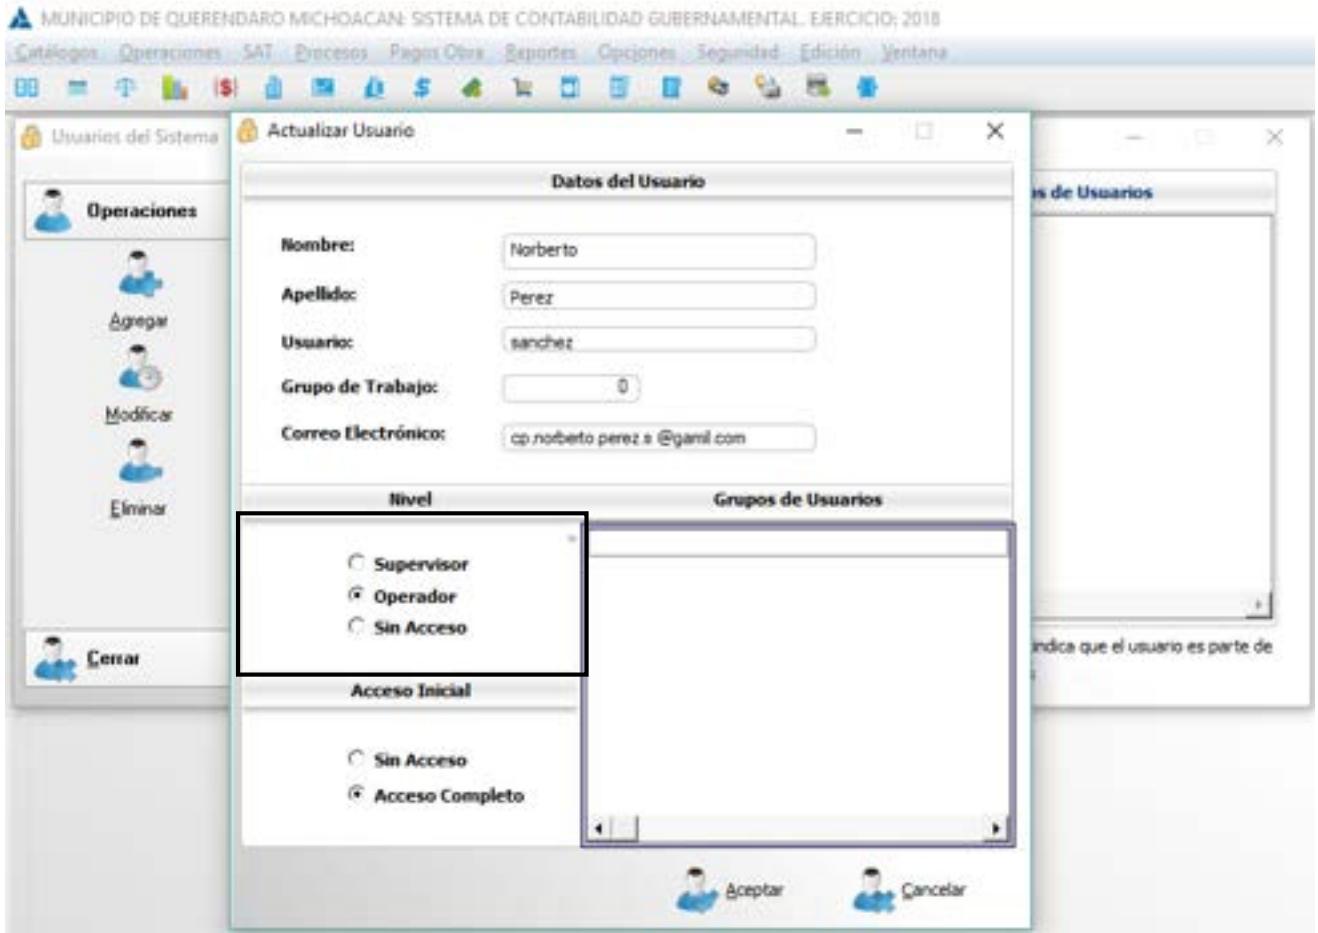 MUNICIPIO DE QUERENDARO MICHOACAN: SISTEMA DE CONTABILIDAD GUBERNAMENTAL. EJERCICIO: 2018
Catálogos Operaciones SAT Procesos Pagos Obra Reportes Opciones Seguridad Edición Ventana
Usuarios del Sistema
Actualizar Usuario
Datos del Usuario
s de Usuarios
Operaciones
Nombre: Norberto
Apellido: Perez
Agregar
Usuario: sanchez
Grupo de Trabajo: 0
Modificar
Correo Electrónico: cp.norberto.perez.s @gamil.com
Nivel
Grupos de Usuarios
Eliminar
Supervisor
Operador
Sin Acceso
Cerrar
indica que el usuario es parte de
Acceso Inicial
Sin Acceso
Acceso Completo
Aceptar
Cancelar